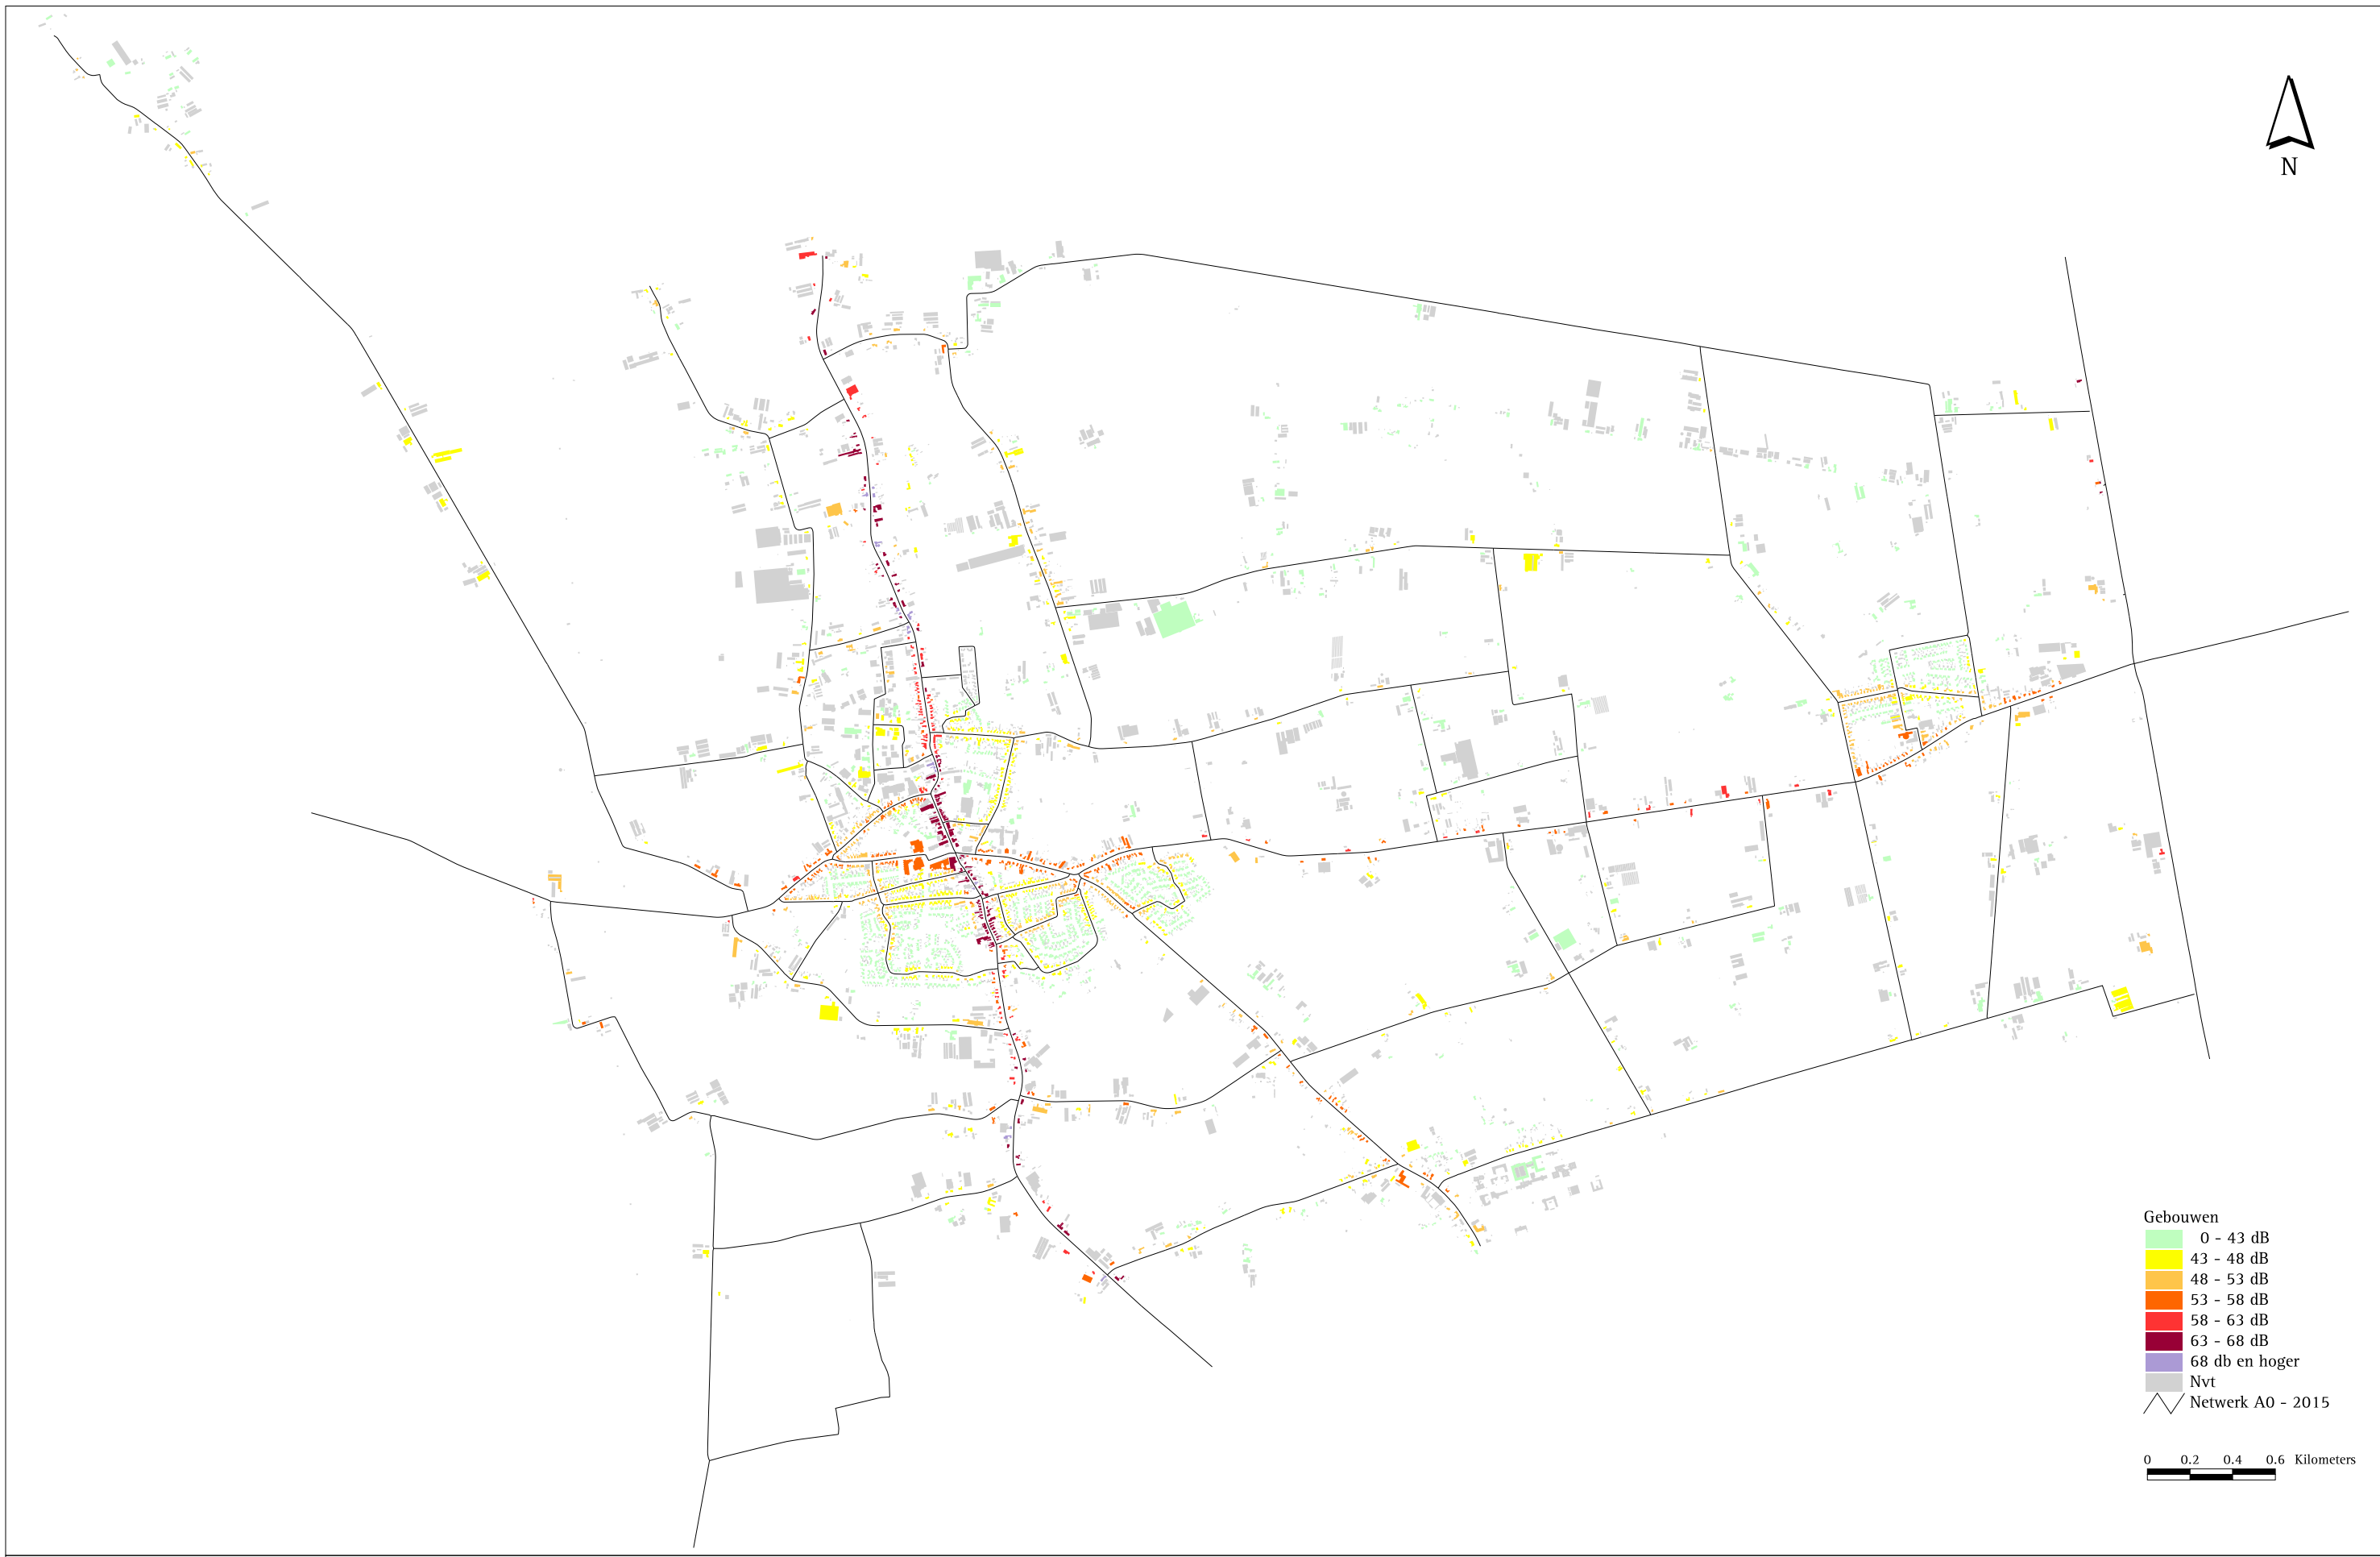 N
Gebouwen
0 - 43 dB
43 - 48 dB
48 - 53 dB
53 - 58 dB
58 - 63 dB
63 - 68 dB
68 db en hoger
Nvt
Netwerk A0 - 2015
0 0.2 0.4 0.6 Kilometers